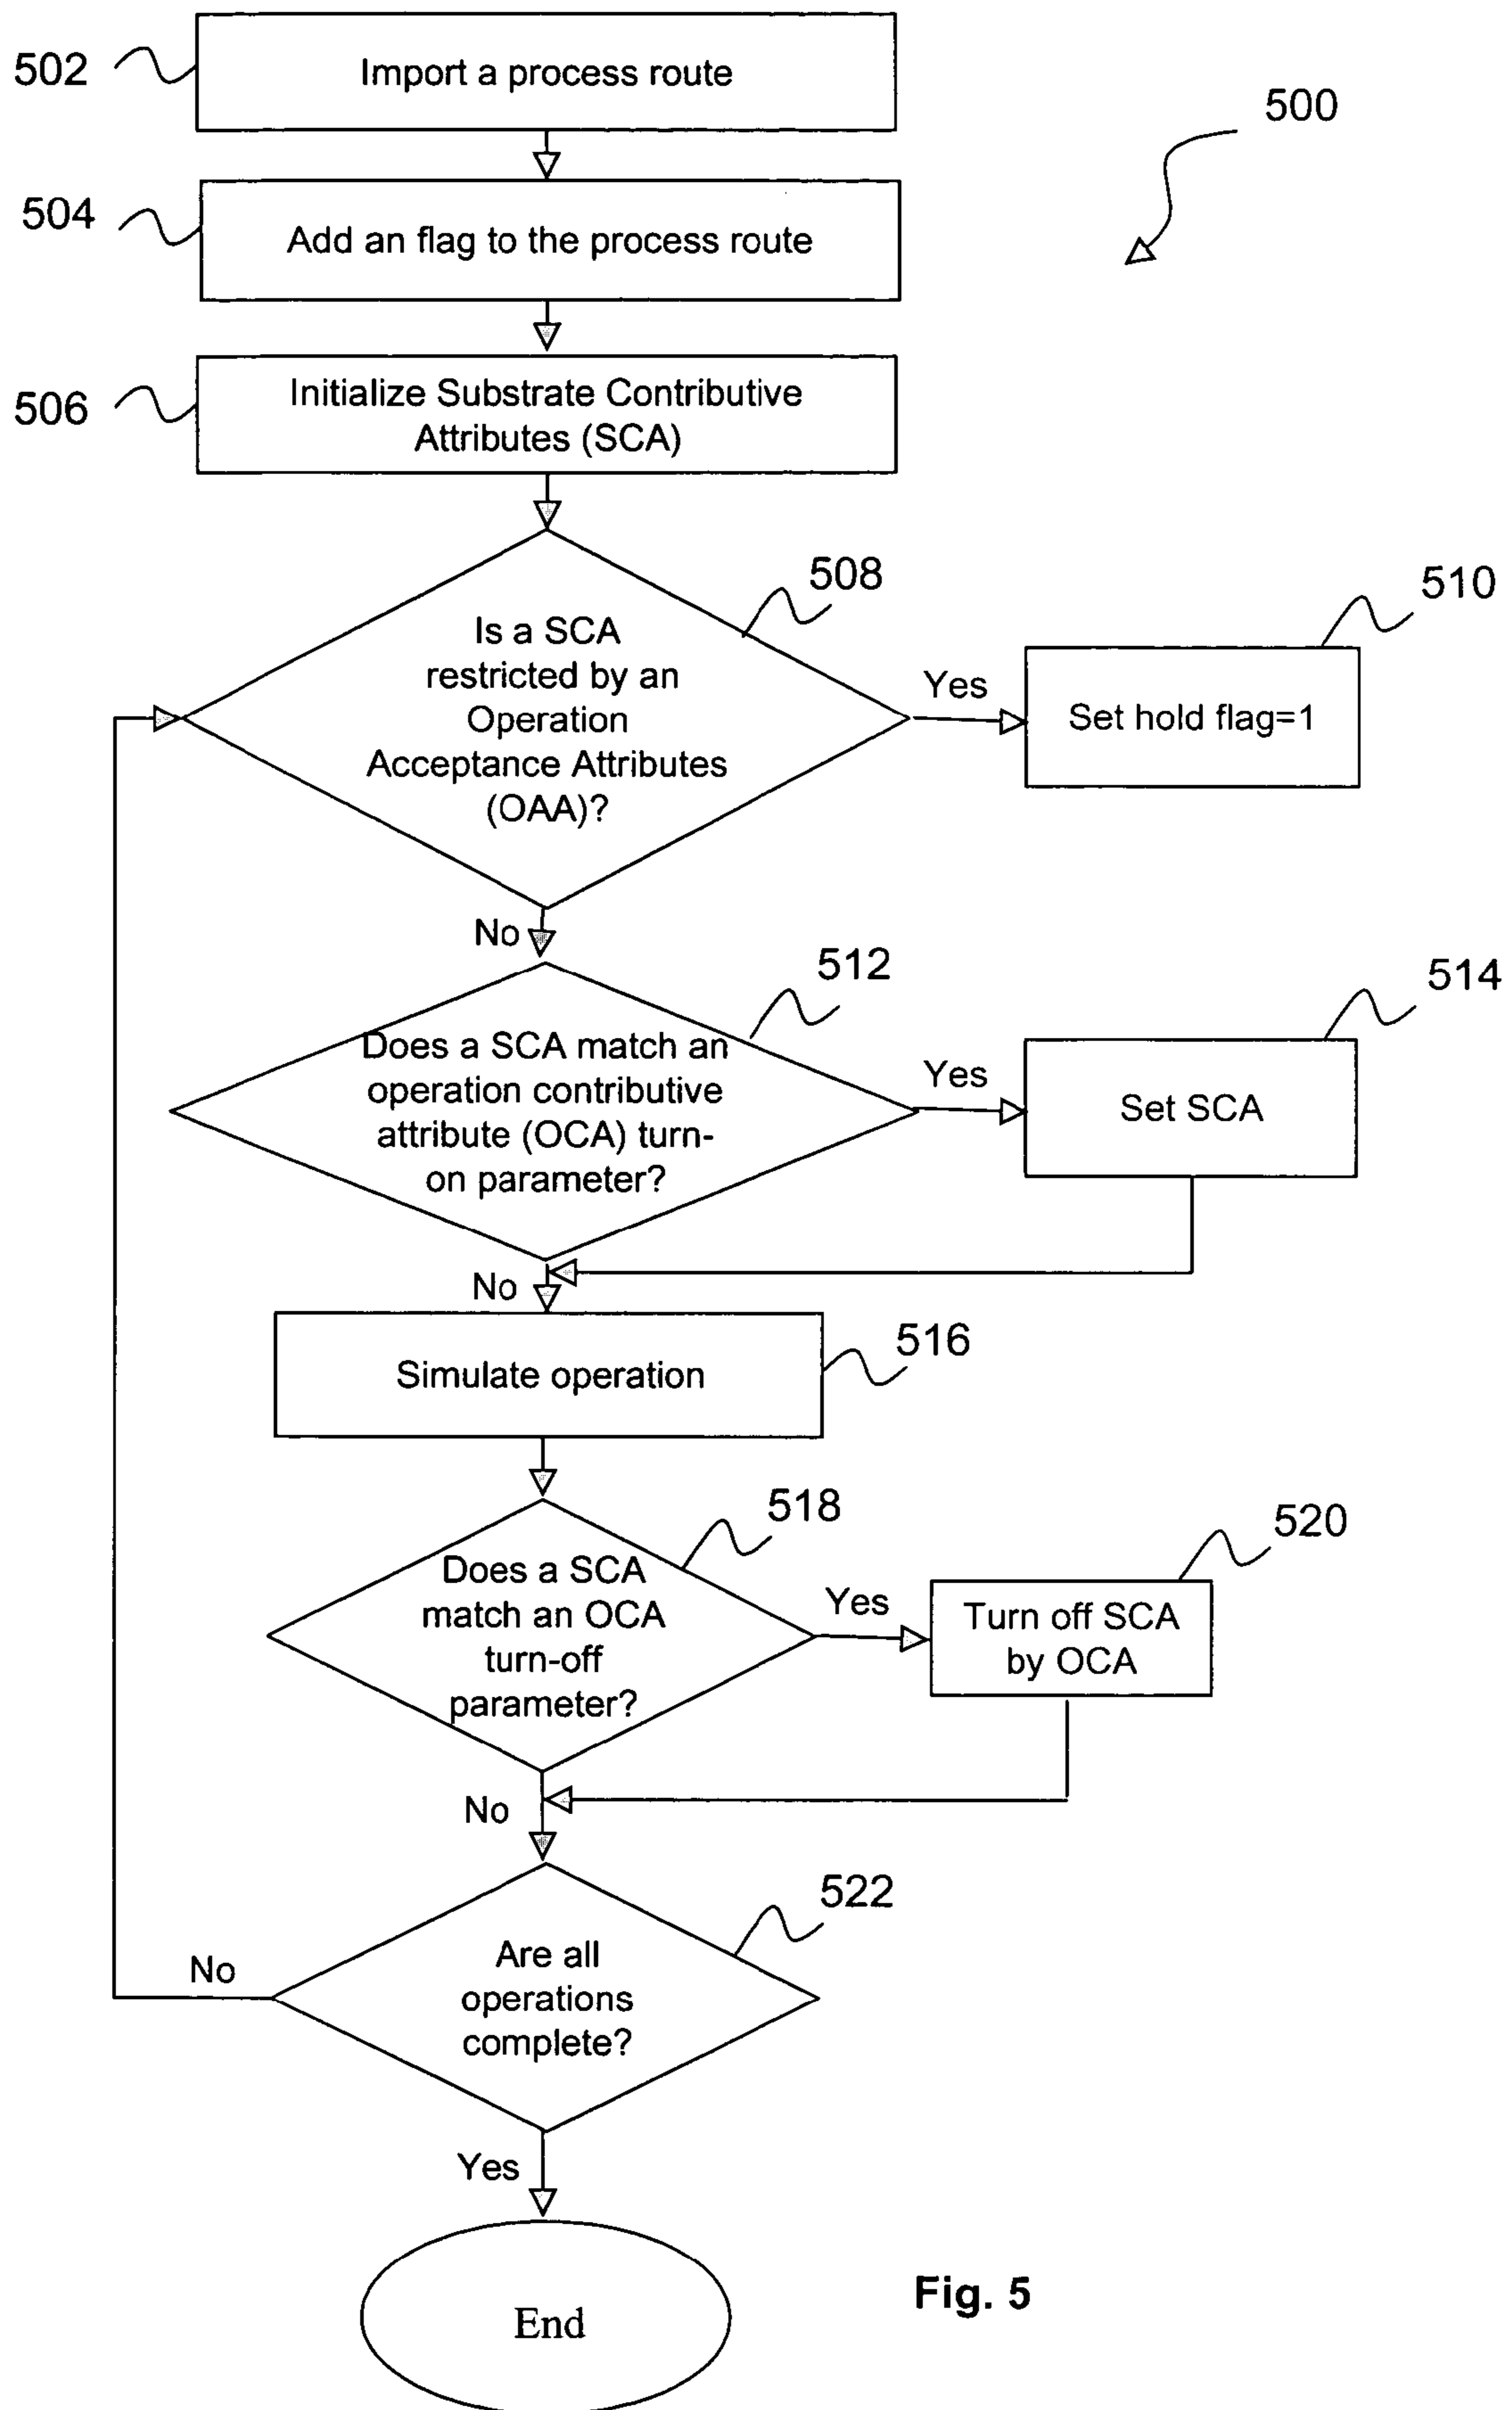 502
Import a process route
500
504
Add an flag to the process route
506
Initialize Substrate Contributive
Attributes (SCA)
508
Is a SCA
restricted by an
Operation
Acceptance Attributes
(OAA)?
Yes
510
Set hold flag=1
No
512
Does a SCA match an
operation contributive
attribute (OCA) turn-
on parameter?
Yes
514
Set SCA
No
Simulate operation
516
518
Does a SCA
match an OCA
turn-off
parameter?
Yes
520
Turn off SCA
by OCA
No
522
Are all
operations
complete?
No
Yes
End
Fig. 5